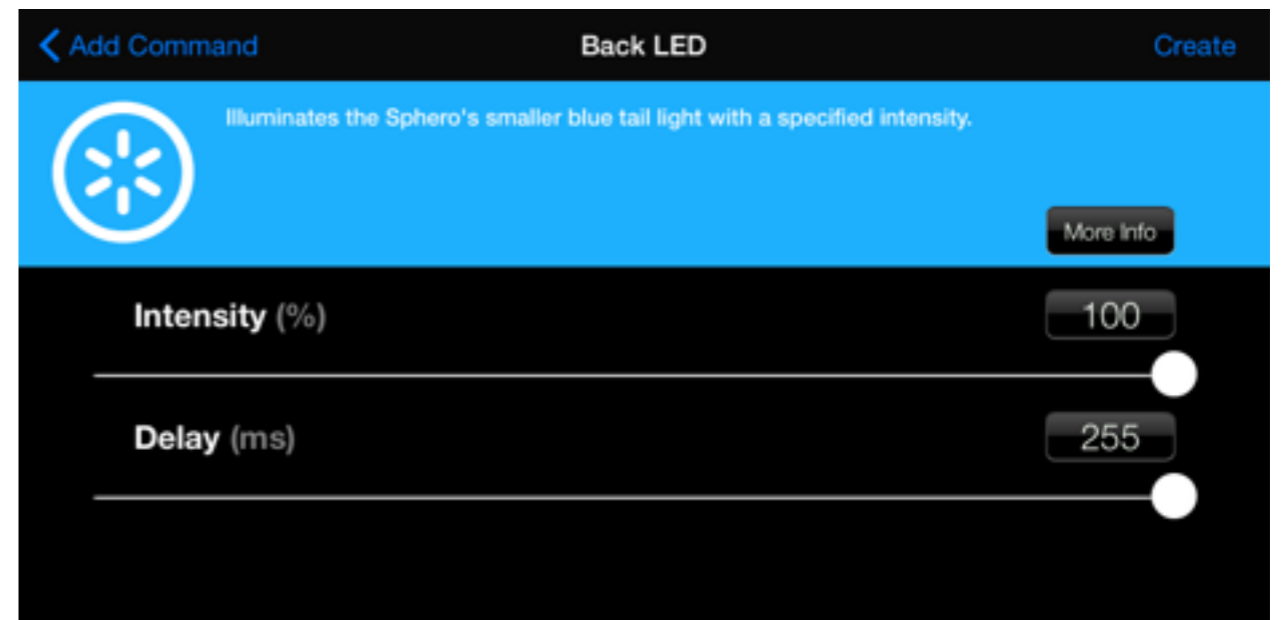 Add Command Back LED Create
Illuminates the Sphero's smaller blue tail light with a specified intensity.
More Info
Intensity (%) 100
Delay (ms) 255